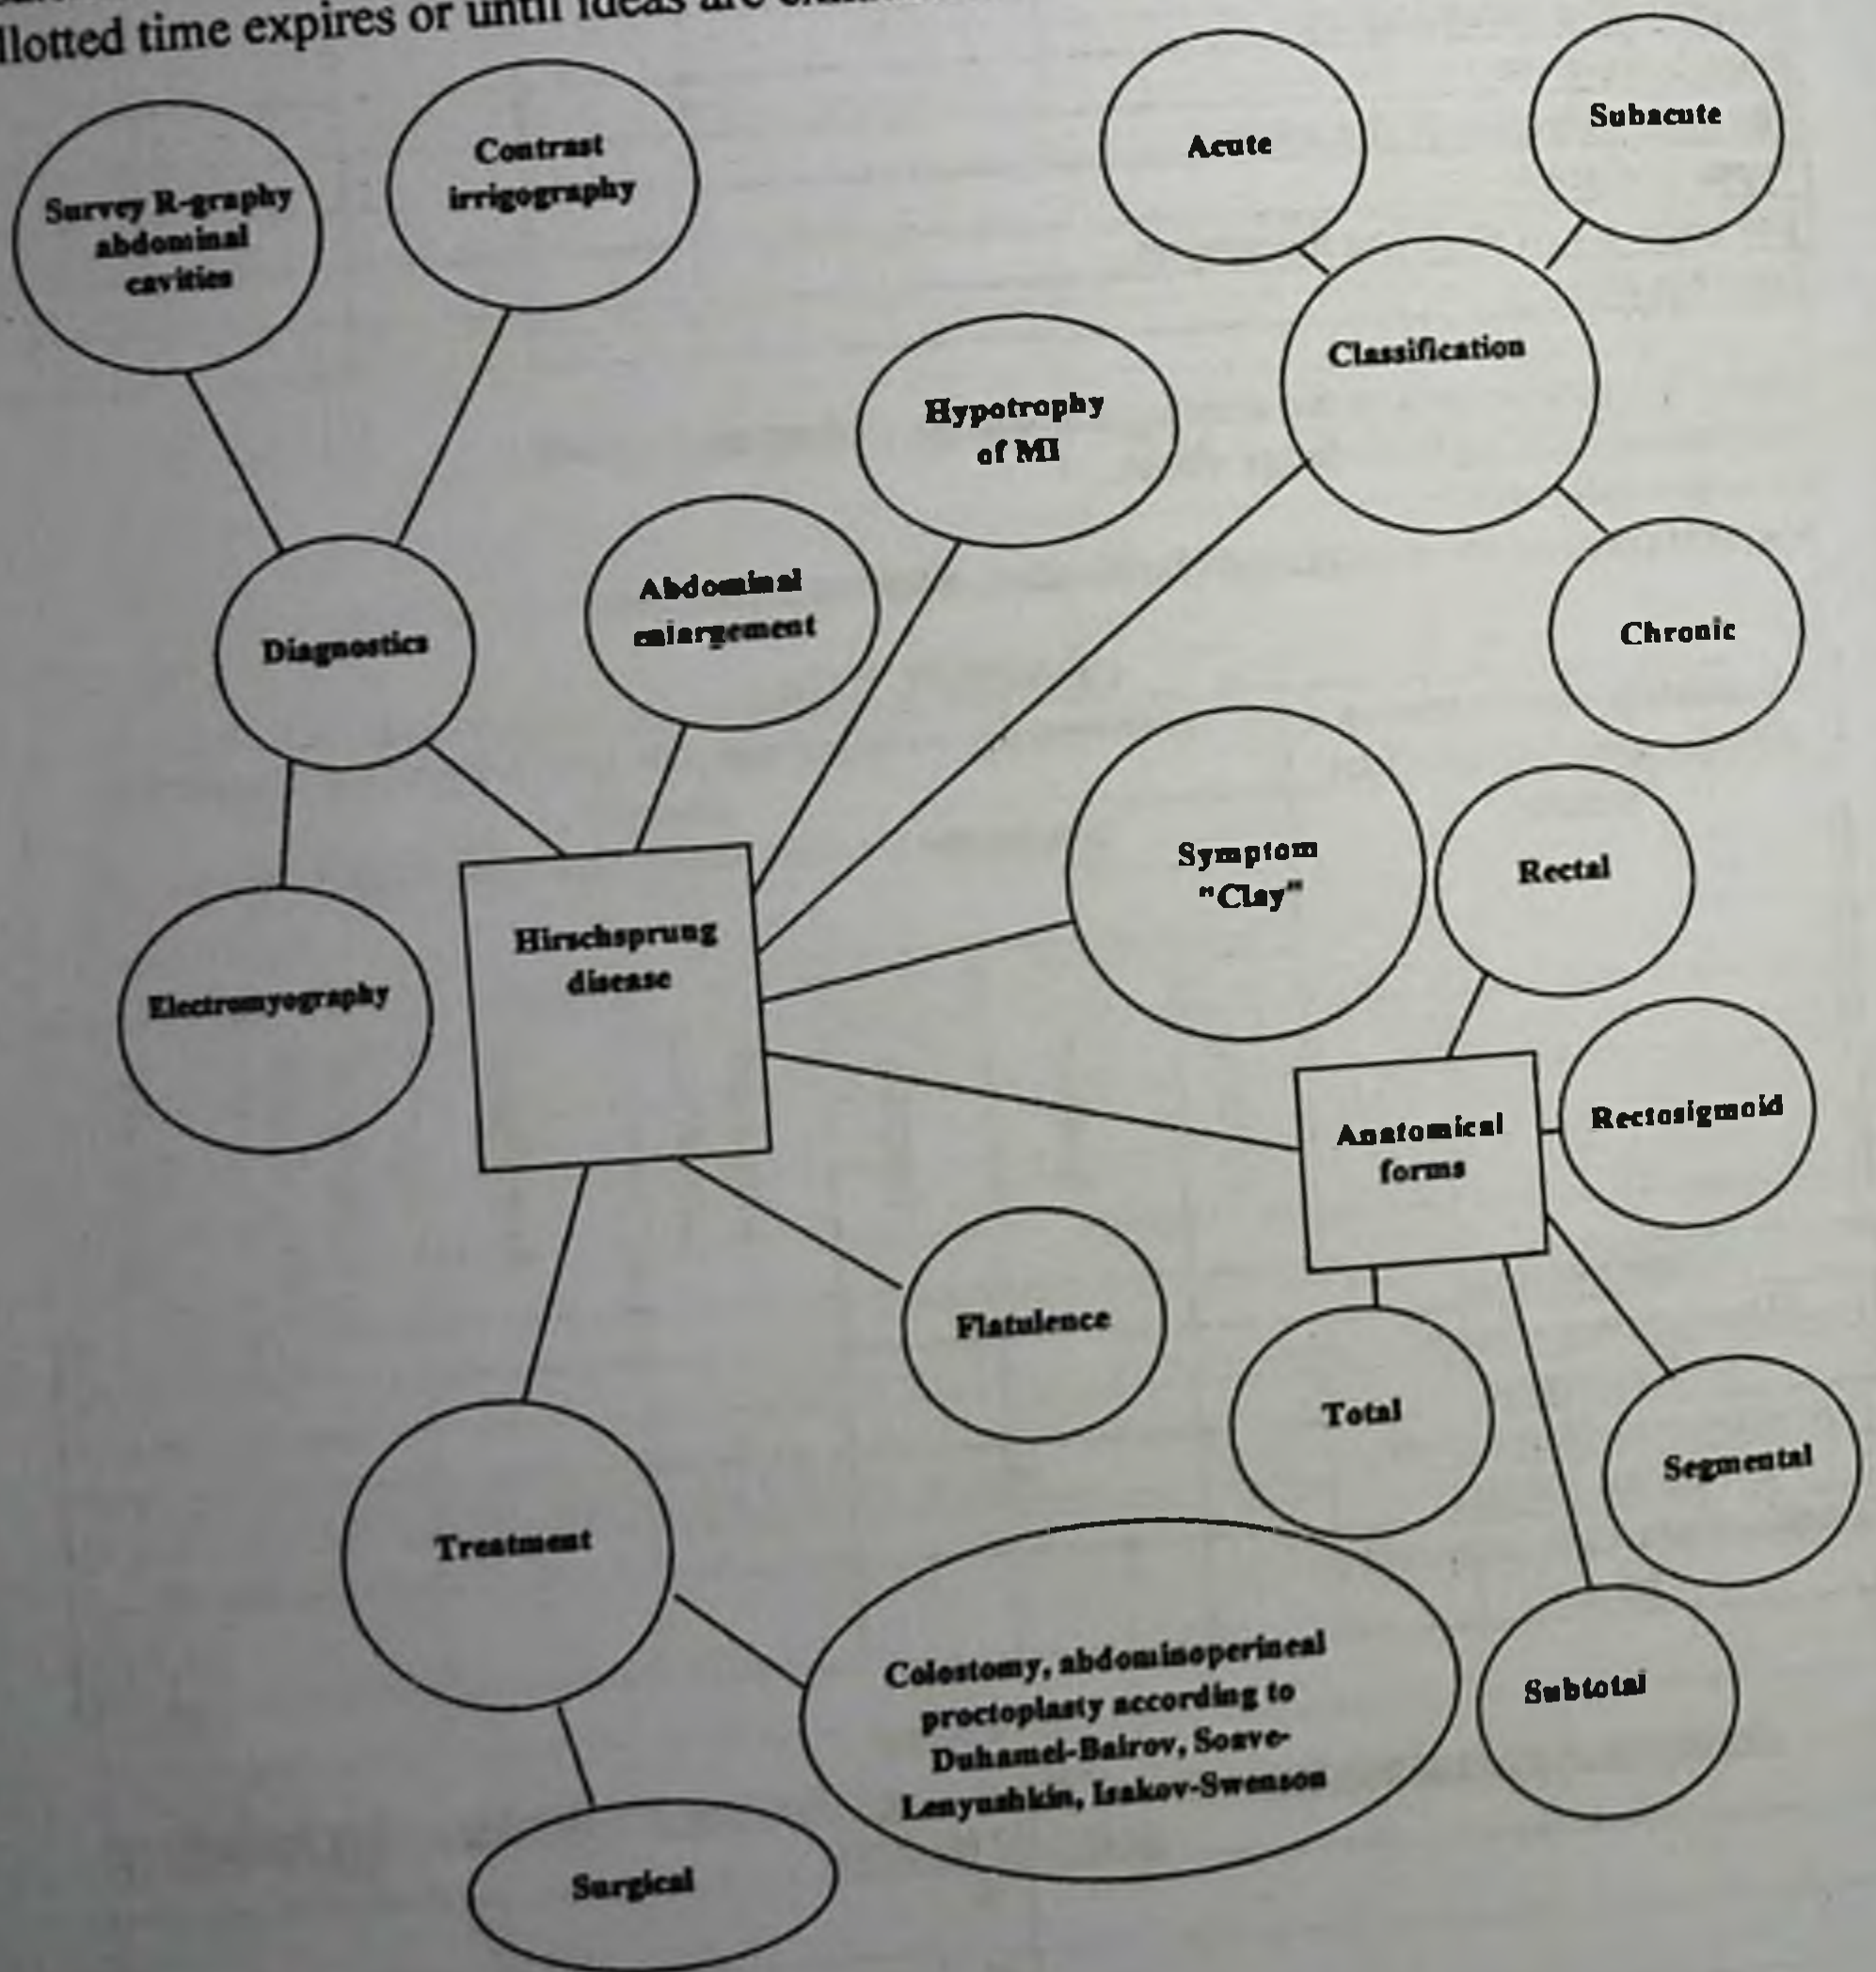 llotted time expires or until ideas are
Survey R-graphy
abdominal
cavities
Contrast
irrigography
Acute
Subacute
Classification
Hypotrophy
of MI
Abdominal
enlargement
Diagnostics
Chronic
Symptom
"Clay"
Rectal
Hirschsprung
disease
Electromyography
Anatomical
forms
Rectosigmoid
Flatulence
Total
Segmental
Treatment
Colostomy, abdominoperineal
proctoplasty according to
Duhamel-Bairov, Soave-
Lenyushkin, Isakov-Swenson
Subtotal
Surgical